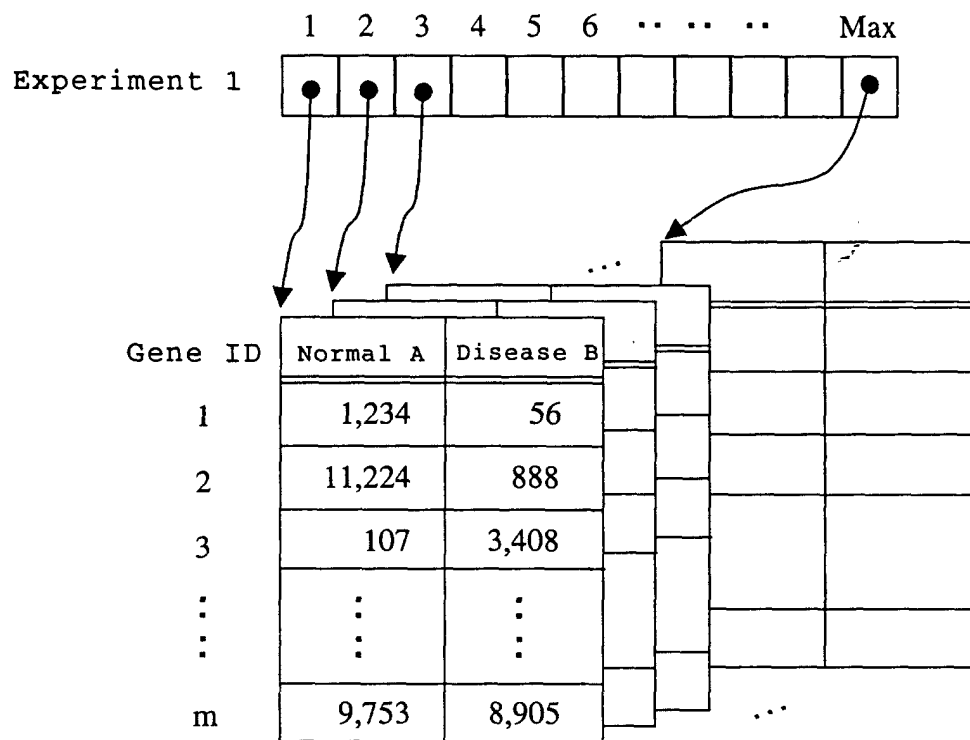 1 2 3 4 5 6 ·· ·· ·· Max
Experiment 1
...
Gene ID Normal A Disease B
1 1,234 56
2 11,224 888
3 107 3,408
: : :
: : :
m 9,753 8,905
...